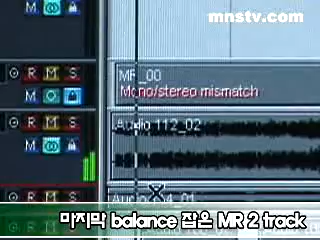 mnstv.com
R M S
MR_00
Mono/stereo mismatch
M
R M S
Audio 112_02
M
R M S
Audio 4_01
마지막 balance 잡은 MR 2 track